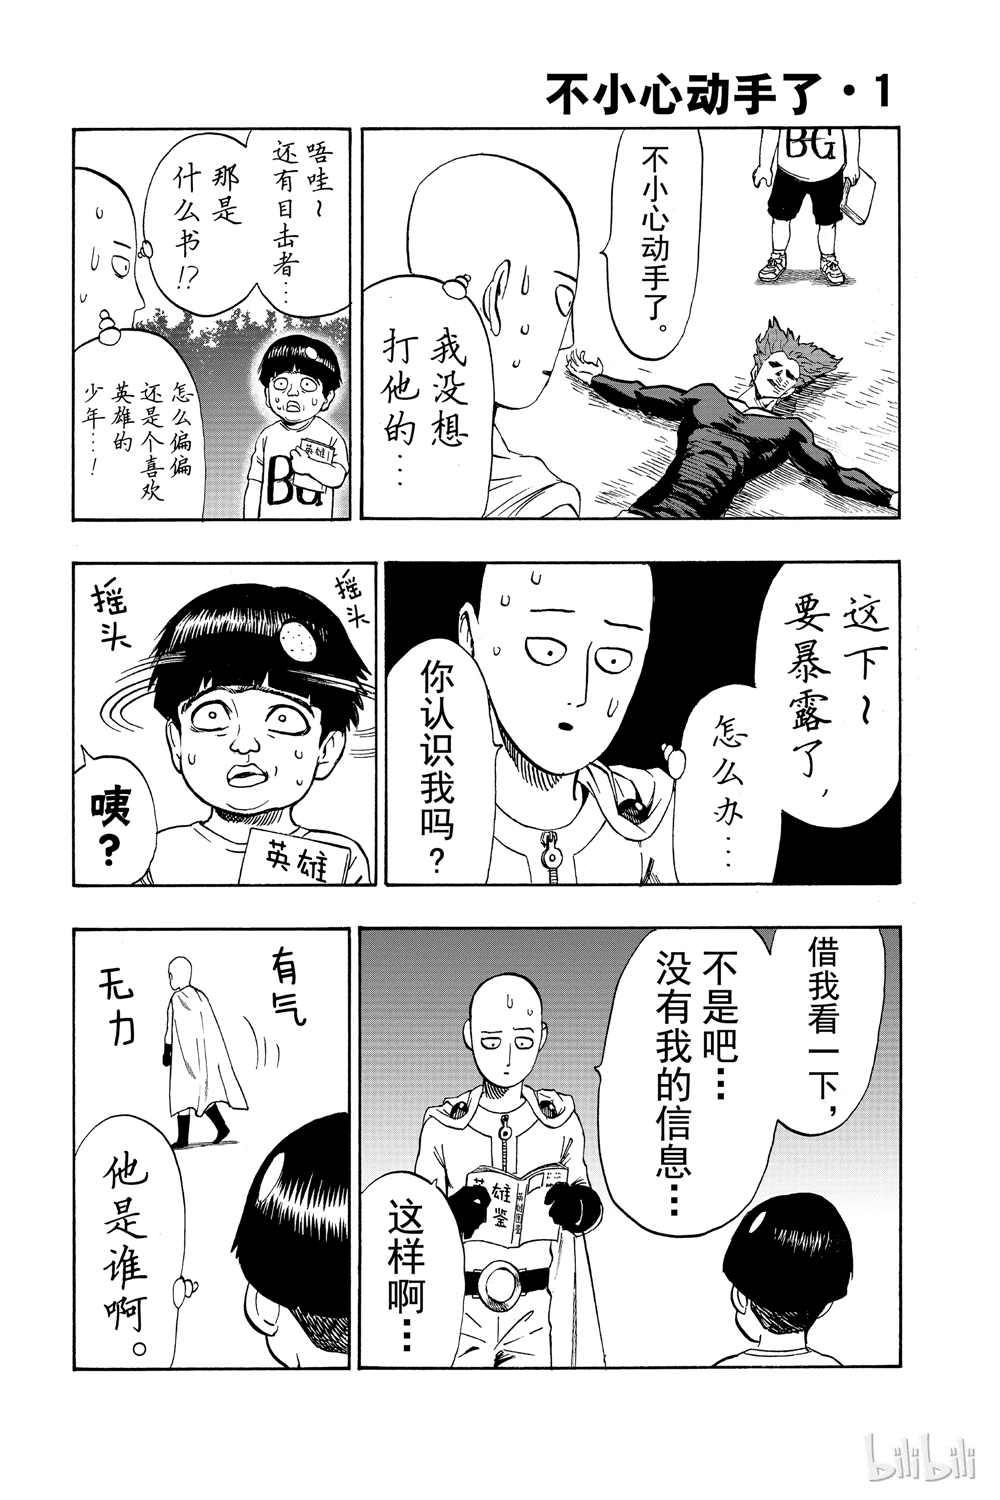 不小心动手了·1
BG
不小心动手了。
我没想
打他的…
唔哇~
还有目击者…
那是
什么书!?
怎么偏偏
还是个喜欢
英雄的
少年…!
英雄
BG
这下~
要暴露了,
怎么办…
你认识我吗?
摇头
摇头
咦?
英雄
借我看一下,
不是吧…
没有我的信息…
英雄鉴
这样啊…
有气
无力
他是谁啊。
bilibili